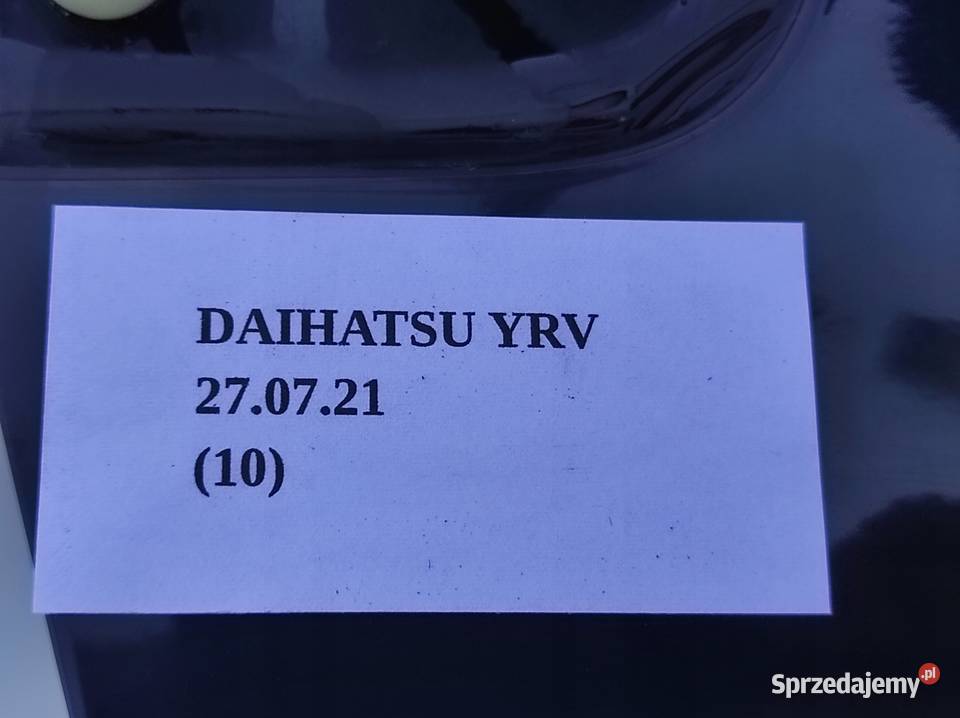 DAIHATSU YRV
27.07.21
(10)
Sprzedajemy.pl